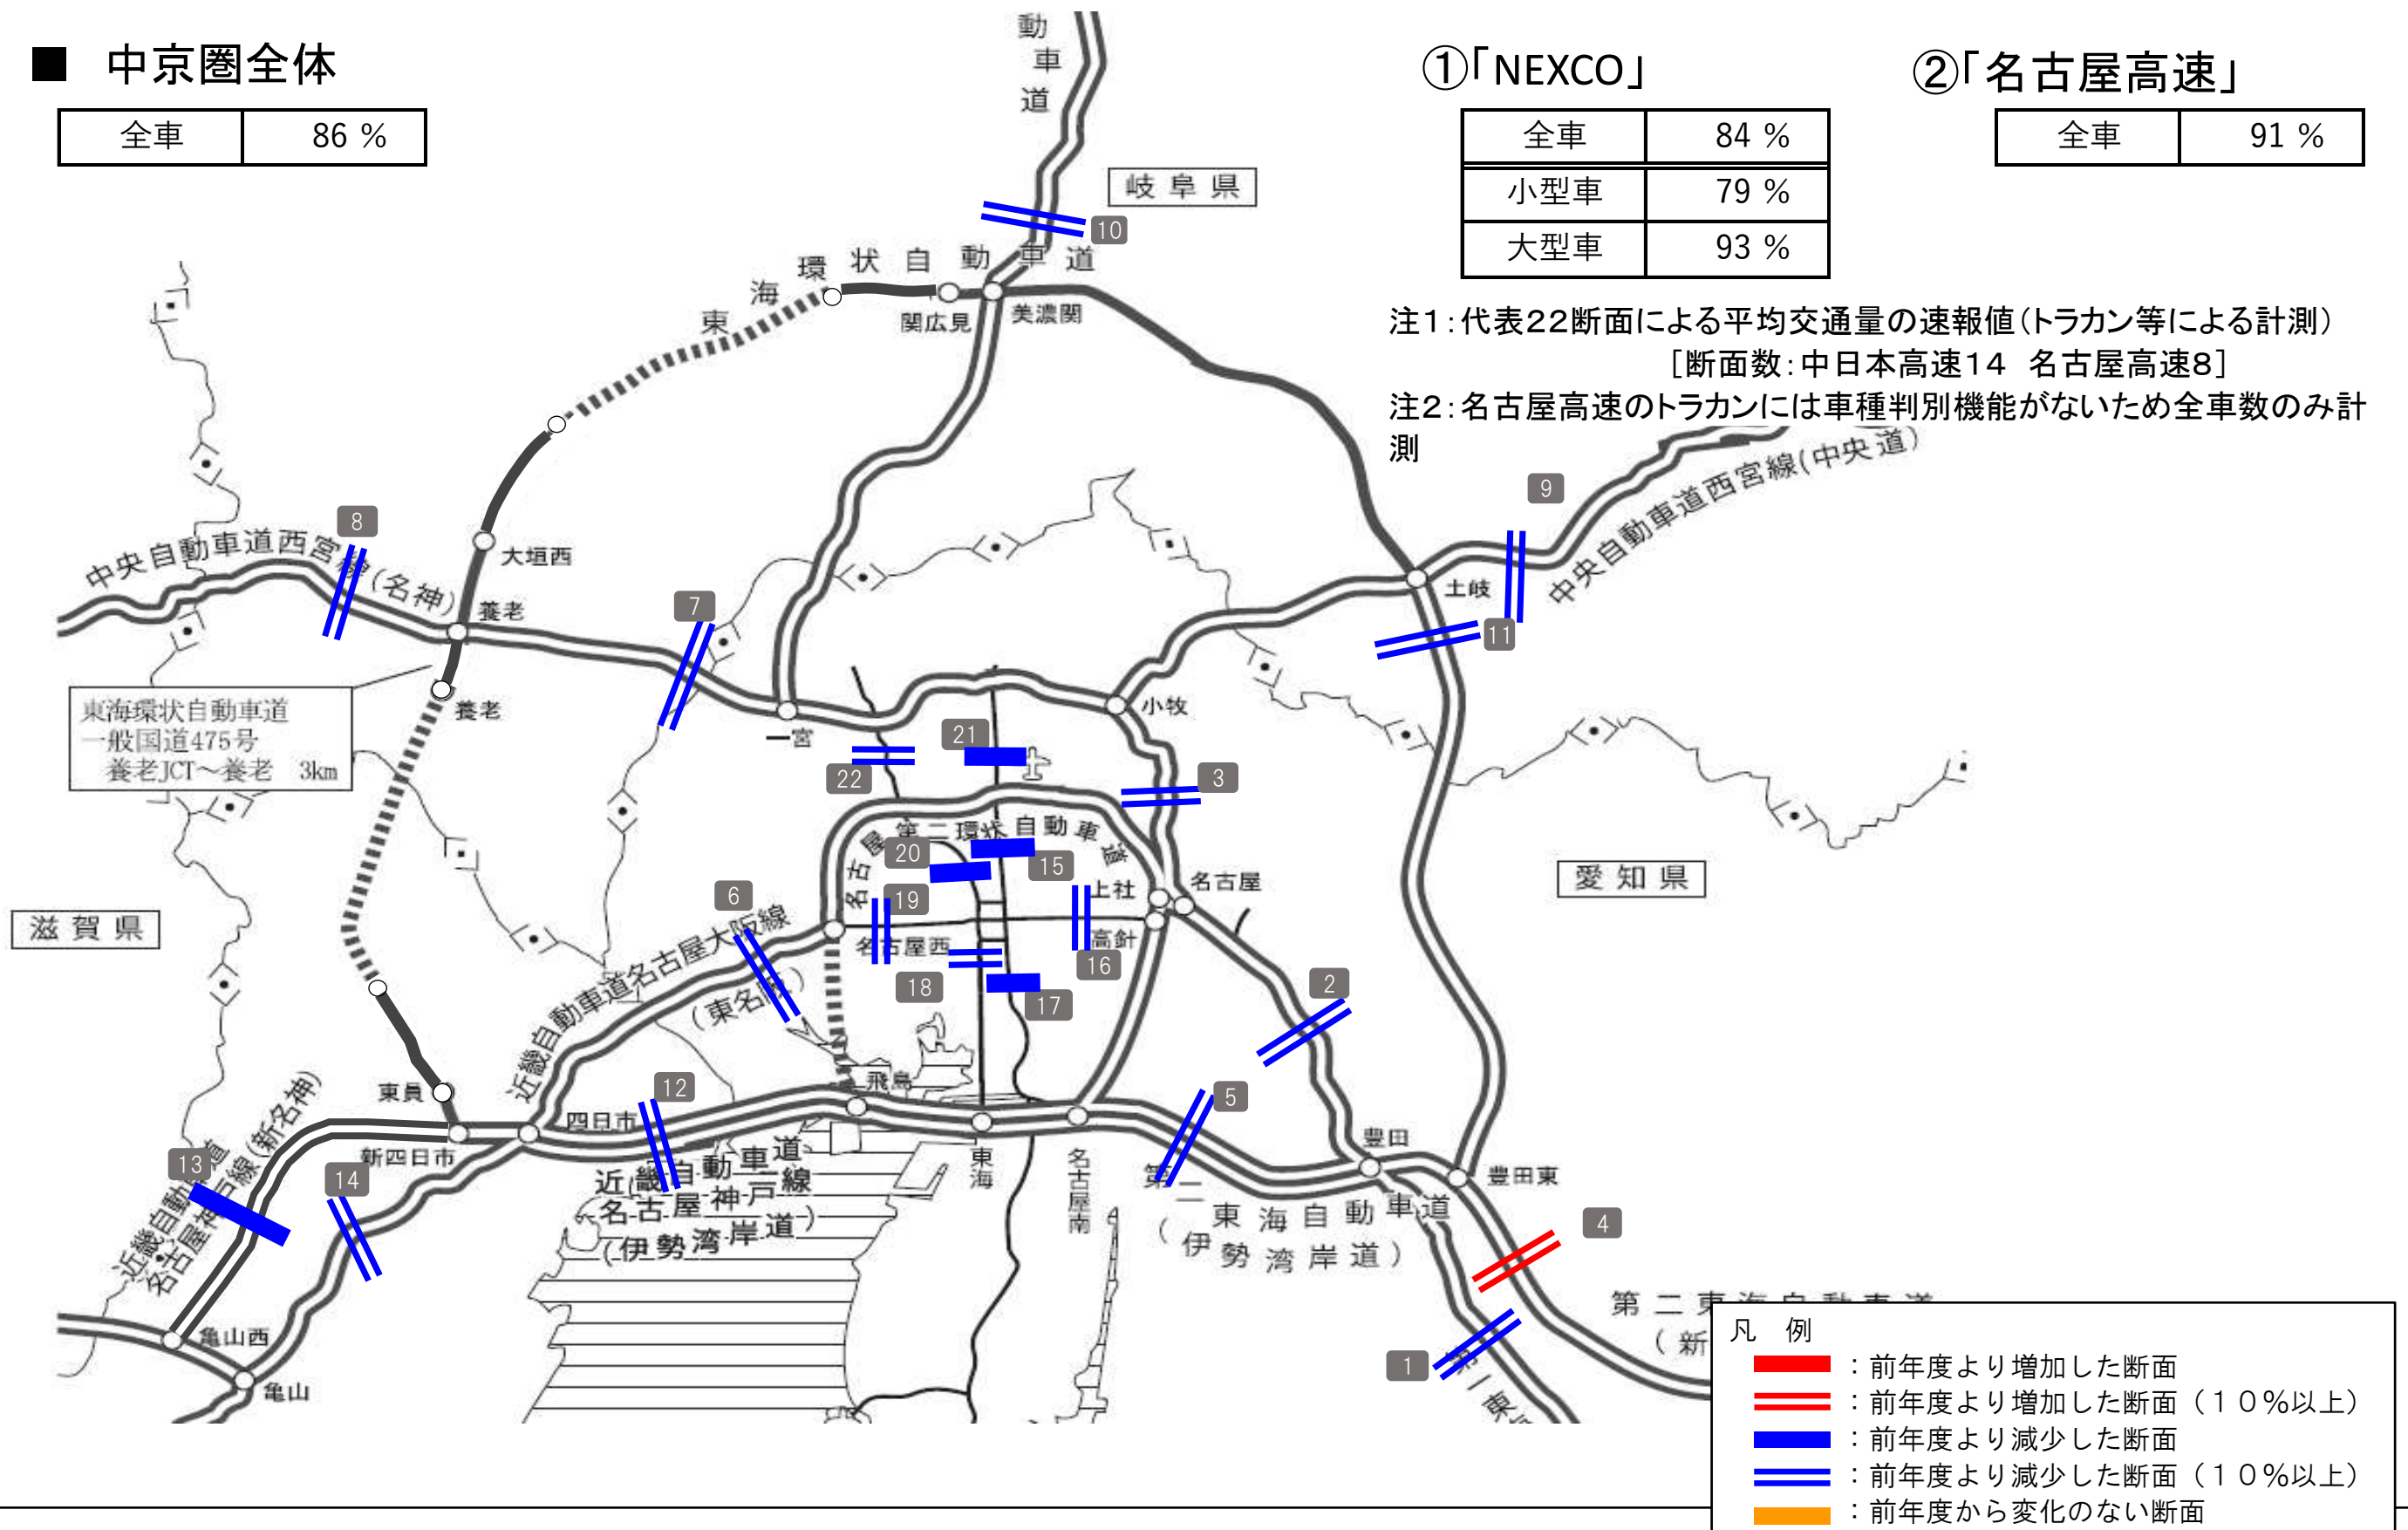 ■ 中京圏全体
全車 86 %
①「NEXCO」
全車 84 %
小型車 79 %
大型車 93 %
②「名古屋高速」
全車 91 %
注1：代表22断面による平均交通量の速報値（トラカン等による計測）
［断面数：中日本高速14 名古屋高速8］
注2：名古屋高速のトラカンには車種判別機能がないため全車数のみ計
測
動車道
岐阜県
10
東海環状自動車道
関広見
美濃関
9
中央自動車道西宮線(中央道)
8
中央自動車道西宮線(名神)
大垣西
養老
7
土岐
11
東海環状自動車道
一般国道475号
養老JCT～養老 3km
養老
一宮
小牧
21
22
3
名古屋第二環状自動車道
20
15
上社
名古屋
愛知県
滋賀県
6
19
名古屋西
高針
16
近畿自動車道名古屋大阪線
(東名阪)
18
17
2
飛島
東員
12
四日市
5
新四日市
豊田
豊田東
近畿自動車道
名古屋神戸線(新名神)
13
14
近畿自動車道
名古屋神戸線
(伊勢湾岸道)
東海
名古屋南
第二東海自動車道
(伊勢湾岸道)
4
第二東海自動車道
(新
1
亀山西
亀山
凡 例
：前年度より増加した断面
：前年度より増加した断面（１０％以上）
：前年度より減少した断面
：前年度より減少した断面（１０％以上）
：前年度から変化のない断面